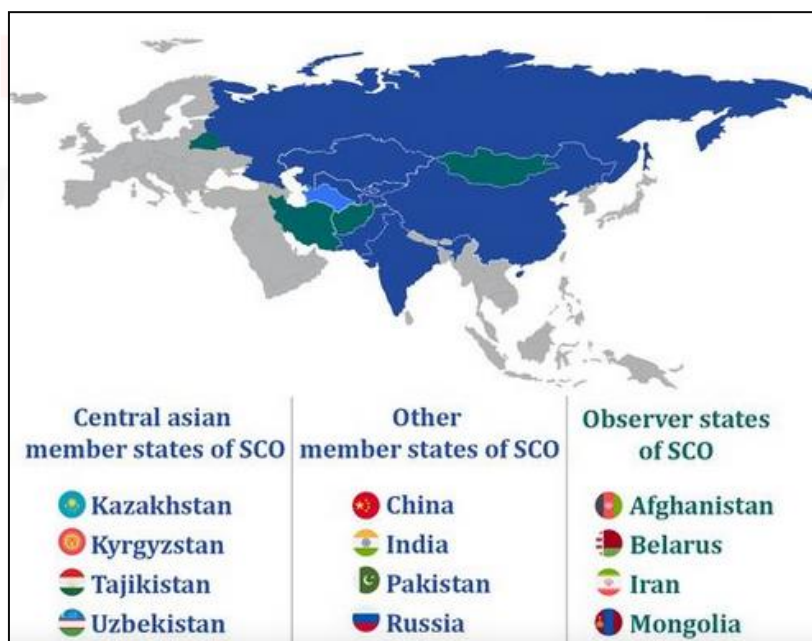 Central asian
member states of SCO
Kazakhstan
Kyrgyzstan
Tajikistan
Uzbekistan
Other
member states of SCO
China
India
Pakistan
Russia
Observer states
of SCO
Afghanistan
Belarus
Iran
Mongolia